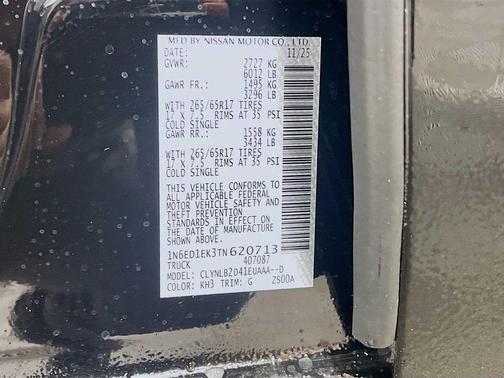 MFD BY NISSAN MOTOR CO., LTD.
DATE: 11/25
GVWR: 2727 KG
6012 LB
GAWR FR.: 1495 KG
3296 LB
WITH 265/65R17 TIRES
17 X 7.5 RIMS AT 35 PSI
COLD SINGLE
GAWR RR.: 1558 KG
3434 LB
WITH 265/65R17 TIRES
17 X 7.5 RIMS AT 35 PSI
COLD SINGLE
THIS VEHICLE CONFORMS TO
ALL APPLICABLE FEDERAL
MOTOR VEHICLE SAFETY AND
THEFT PREVENTION
STANDARDS IN EFFECT ON
THE DATE OF MANUFACTURE
SHOWN ABOVE.
1N6ED1EK3TN620713
TRUCK 407087
MODEL: CLYNLB2D41EUAAA--D
COLOR: KH3 TRIM: G ZS00A